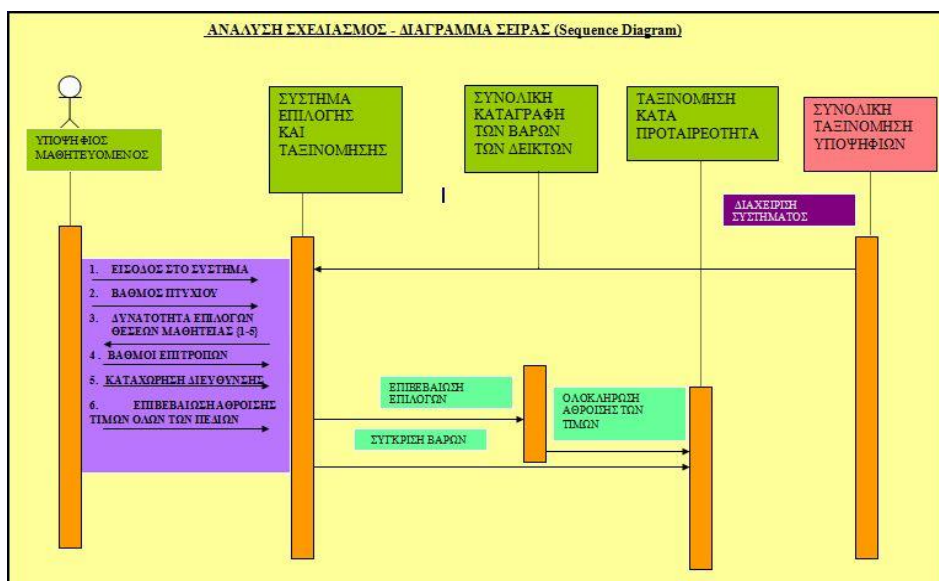 ΑΝΑΛΥΣΗ ΣΧΕΔΙΑΣΜΟΣ - ΔΙΑΓΡΑΜΜΑ ΣΕΙΡΑΣ (Sequence Diagram)
ΥΠΟΨΗΦΙΟΣ
ΜΑΘΗΤΕΥΟΜΕΝΟΣ
ΣΥΣΤΗΜΑ
ΕΠΙΛΟΓΗΣ
ΚΑΙ
ΤΑΞΙΝΟΜΗΣΗΣ
ΣΥΝΟΛΙΚΗ
ΚΑΤΑΓΡΑΦΗ
ΤΩΝ ΒΑΡΩΝ
ΤΩΝ ΔΕΙΚΤΩΝ
ΤΑΞΙΝΟΜΗΣΗ
ΚΑΤΑ
ΠΡΟΤΑΙΡΕΟΤΗΤΑ
ΣΥΝΟΛΙΚΗ
ΤΑΞΙΝΟΜΗΣΗ
ΥΠΟΨΗΦΙΩΝ
ΔΙΑΧΕΙΡΙΣΗ
ΣΥΣΤΗΜΑΤΟΣ
1. ΕΙΣΟΔΟΣ ΣΤΟ ΣΥΣΤΗΜΑ
2. ΒΑΘΜΟΣ ΠΤΥΧΙΟΥ
3. ΔΥΝΑΤΟΤΗΤΑ ΕΠΙΛΟΓΩΝ
ΘΕΣΕΩΝ ΜΑΘΗΤΕΙΑΣ (1-5)
4 . ΒΑΘΜΟΙ ΕΠΙΤΡΟΠΩΝ
5. ΚΑΤΑΧΩΡΗΣΗ ΔΙΕΥΘΥΝΣΗΣ
6. ΕΠΙΒΕΒΑΙΩΣΗ ΑΘΡΟΙΣΗΣ
ΤΙΜΩΝ ΟΛΩΝ ΤΩΝ ΠΕΔΙΩΝ
ΕΠΙΒΕΒΑΙΩΣΗ
ΕΠΙΛΟΓΩΝ
ΣΥΓΚΡΙΣΗ ΒΑΡΩΝ
ΟΛΟΚΛΗΡΩΣΗ
ΑΘΡΟΙΣΗΣ ΤΩΝ
ΤΙΜΩΝ